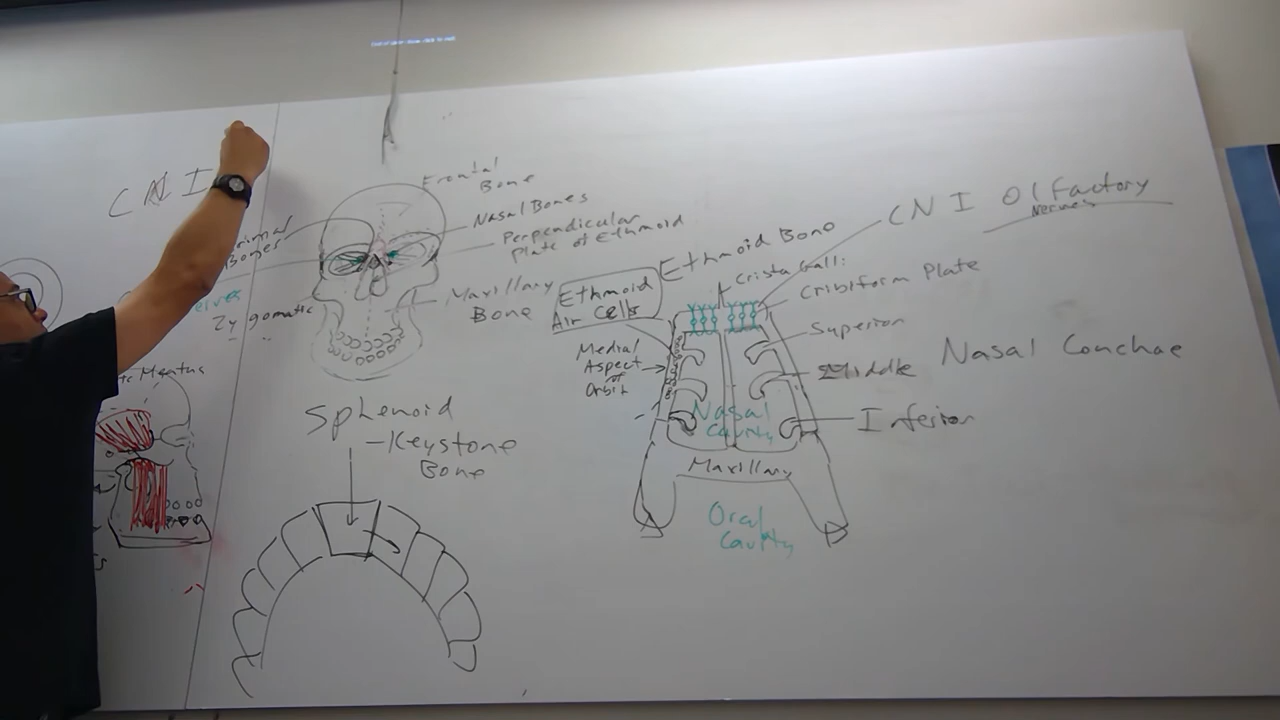 CN I
Frontal
Bone
Nasal Bones
Perpendicular
Plate of Ethmoid
Bones
Zygomatic
Maxillary
Bone
Meatus
Sphenoid
- Keystone
Bone
Ethmoid Bone
Ethmoid
Air Cells
Crista Galli
CN I Olfactory
Nerves
Cribiform Plate
Medial
Aspect
of
Orbit
Superior
Middle
Nasal Conchae
Inferior
Nasal
Cavity
Maxillary
Oral
Cavity